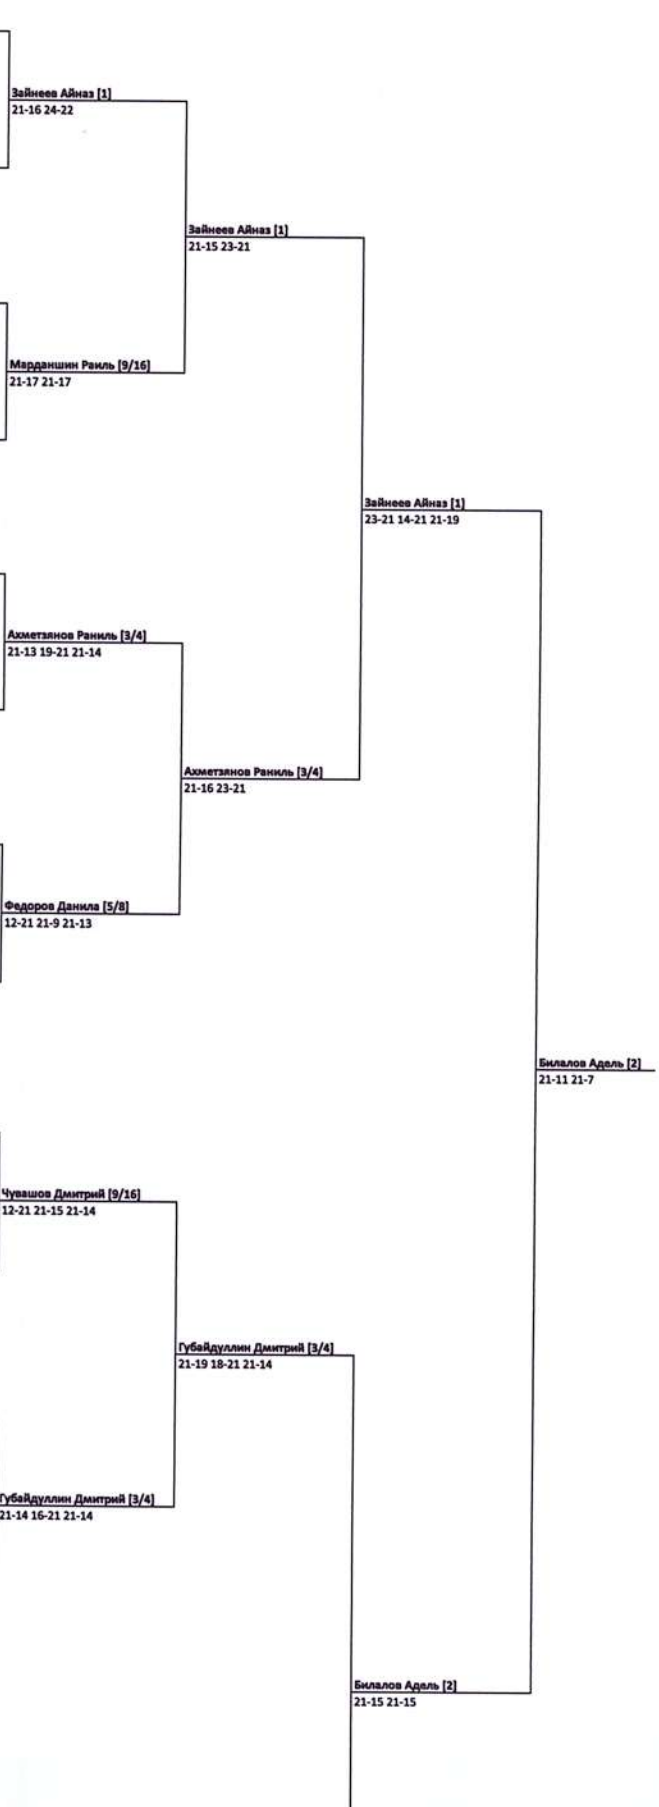 Зайнеев Айназ [1]
21-16 24-22
Зайнеев Айназ [1]
21-15 23-21
Марданшин Раиль [9/16]
21-17 21-17
Зайнеев Айназ [1]
23-21 14-21 21-19
Ахметзянов Раниль [3/4]
21-13 19-21 21-14
Ахметзянов Раниль [3/4]
21-16 23-21
Федоров Данила [5/8]
12-21 21-9 21-13
Билалов Адель [2]
21-11 21-7
Чувашов Дмитрий [9/16]
12-21 21-15 21-14
Губайдуллин Дмитрий [3/4]
21-19 18-21 21-14
Губайдуллин Дмитрий [3/4]
21-14 16-21 21-14
Билалов Адель [2]
21-15 21-15